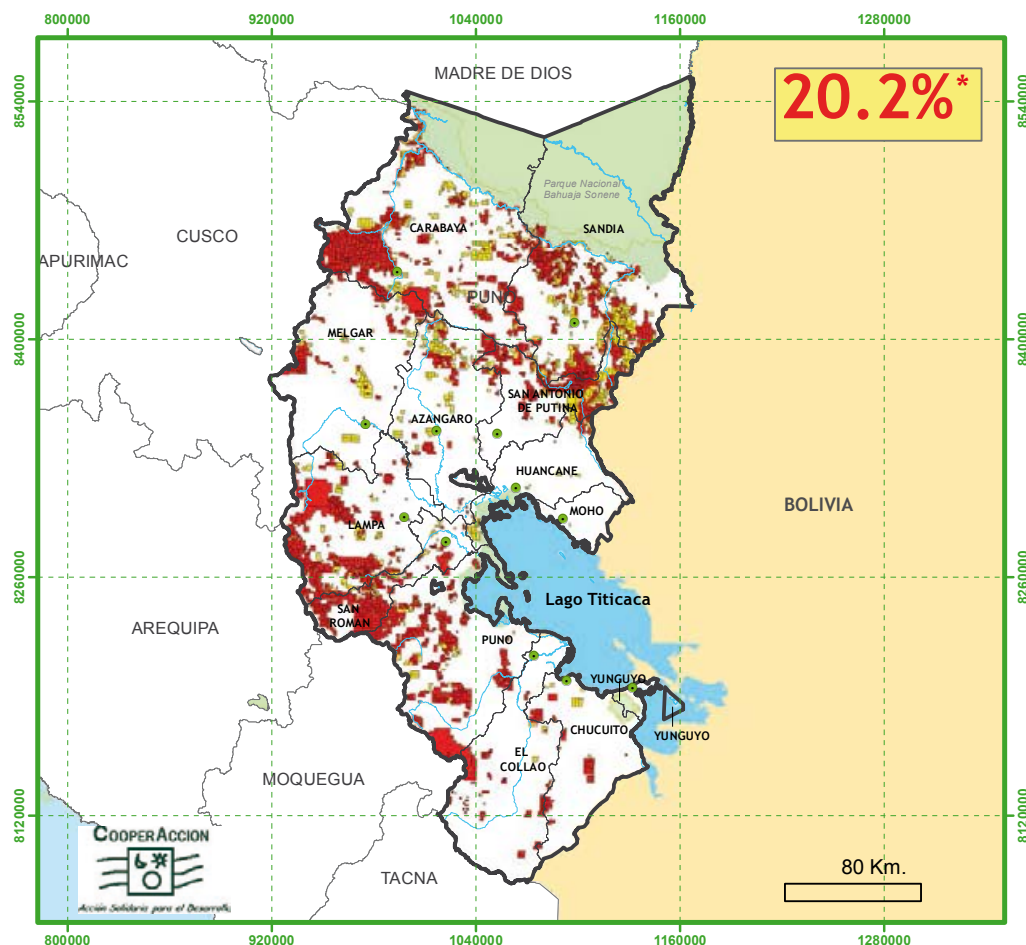 800000 920000 1040000 1160000 1280000
MADRE DE DIOS
20.2%*
8540000 8540000
Parque Nacional
Bahuaja Sonene
CARABAYA
SANDIA
CUSCO
APURIMAC
PUNO
MELGAR
8400000 8400000
SAN ANTONIO
DE PUTINA
AZANGARO
HUANCANE
BOLIVIA
MOHO
LAMPA
8260000 8260000
Lago Titicaca
SAN
ROMAN
AREQUIPA
PUNO
YUNGUYO
CHUCUITO
YUNGUYO
EL
COLLAO
MOQUEGUA
8120000 8120000
COOPERACCION
Acción Solidaria para el Desarrollo
80 Km.
TACNA
800000 920000 1040000 1160000 1280000